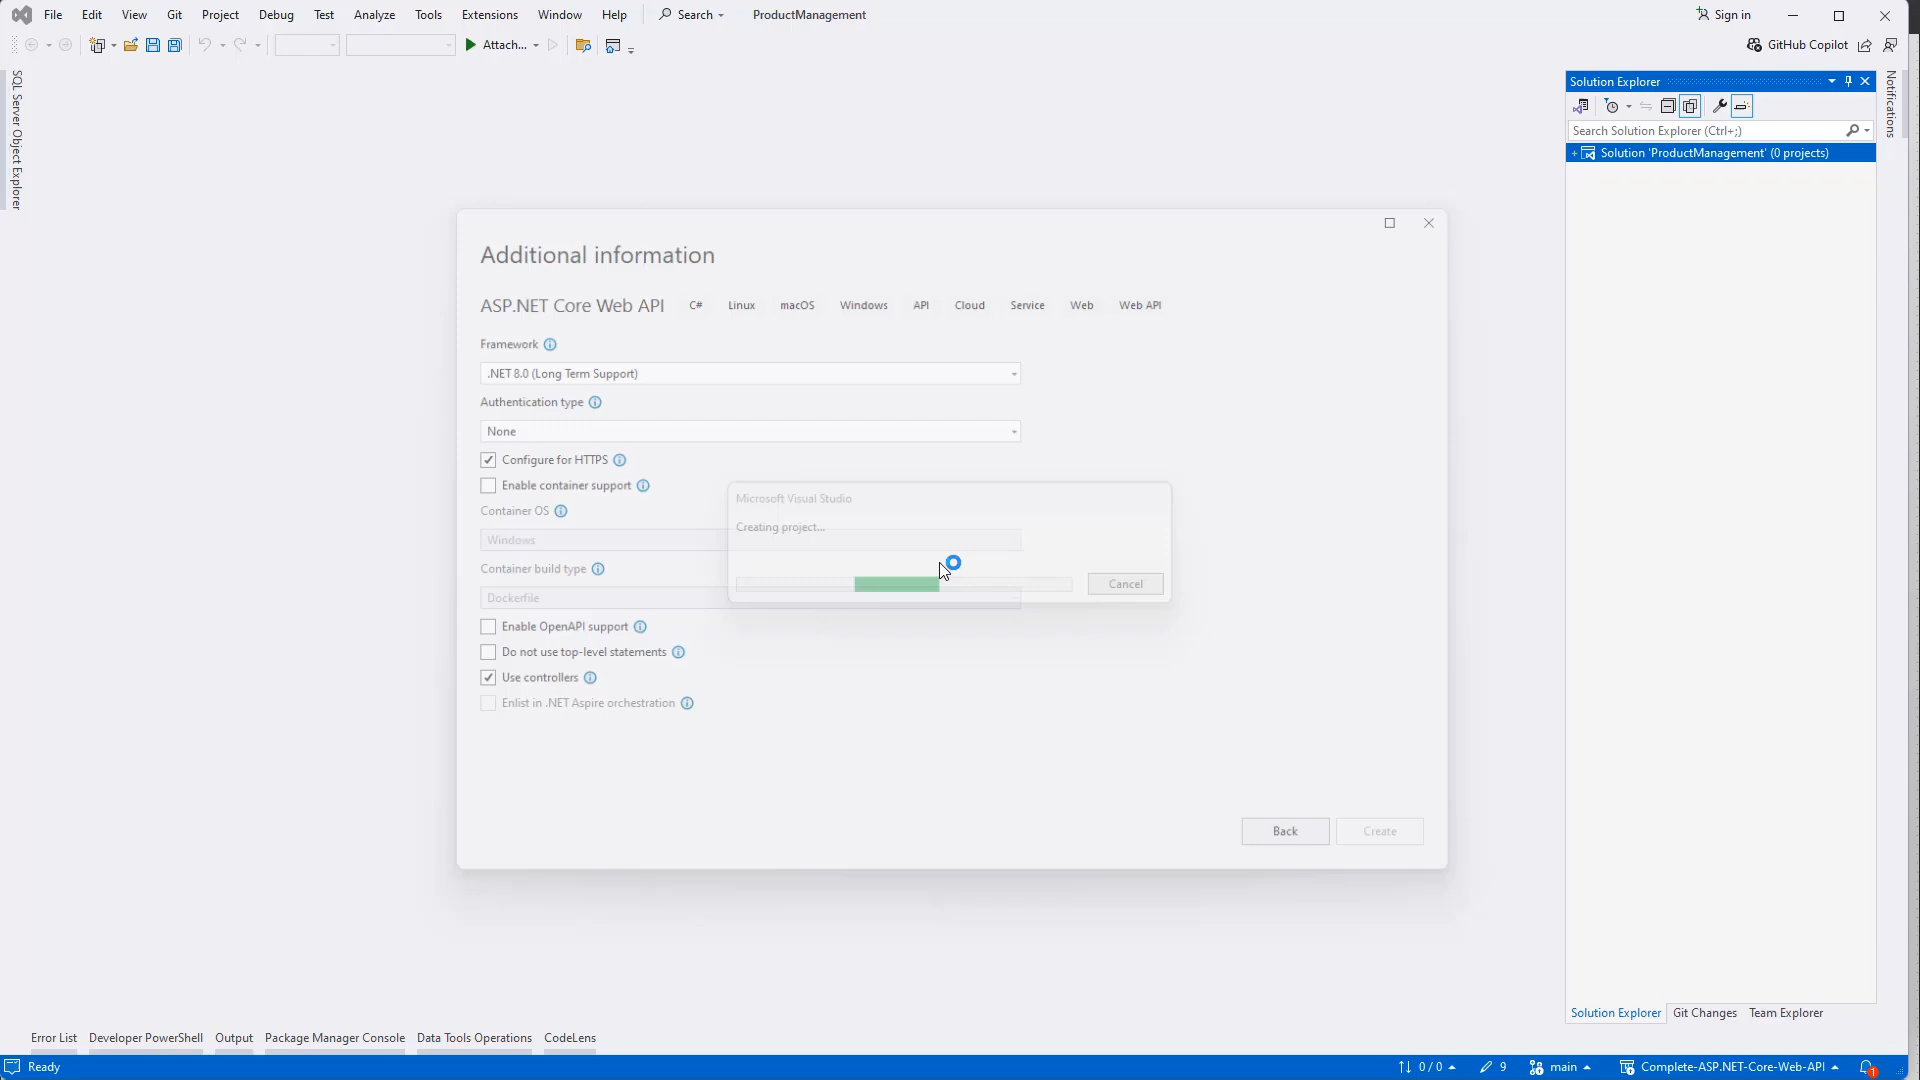 File Edit View Git Project Debug Test Analyze Tools Extensions Window Help Search ProductManagement Sign in
Attach... GitHub Copilot
SQL Server Object Explorer
Solution Explorer
Notifications
Search Solution Explorer (Ctrl+;)
Solution 'ProductManagement' (0 projects)
Additional information
ASP.NET Core Web API C# Linux macOS Windows API Cloud Service Web Web API
Framework
.NET 8.0 (Long Term Support)
Authentication type
None
Configure for HTTPS
Enable container support
Container OS
Windows
Container build type
Dockerfile
Microsoft Visual Studio
Creating project...
Cancel
Enable OpenAPI support
Do not use top-level statements
Use controllers
Enlist in .NET Aspire orchestration
Back Create
Solution Explorer Git Changes Team Explorer
Error List Developer PowerShell Output Package Manager Console Data Tools Operations CodeLens
Ready 0 / 0 9 main Complete-ASP.NET-Core-Web-API 1